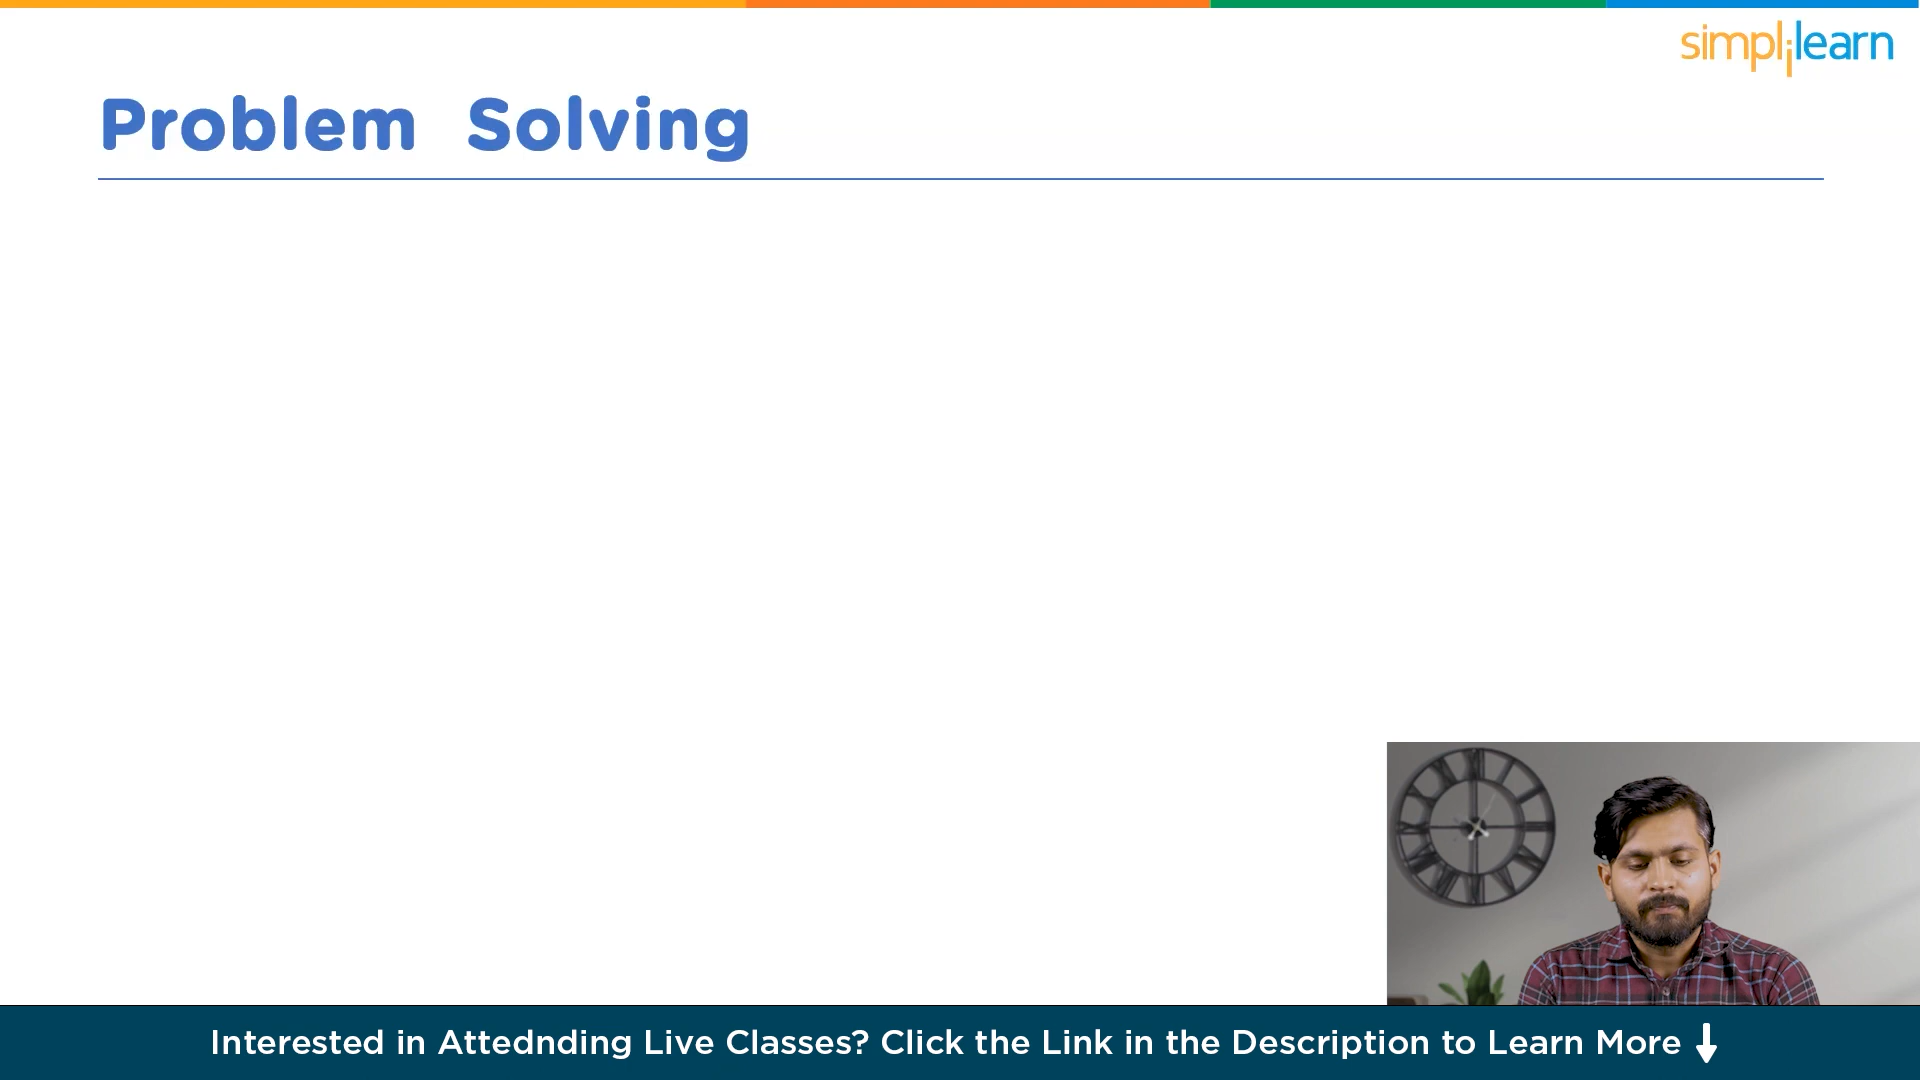 simplilearn
Problem Solving
Interested in Attednding Live Classes? Click the Link in the Description to Learn More